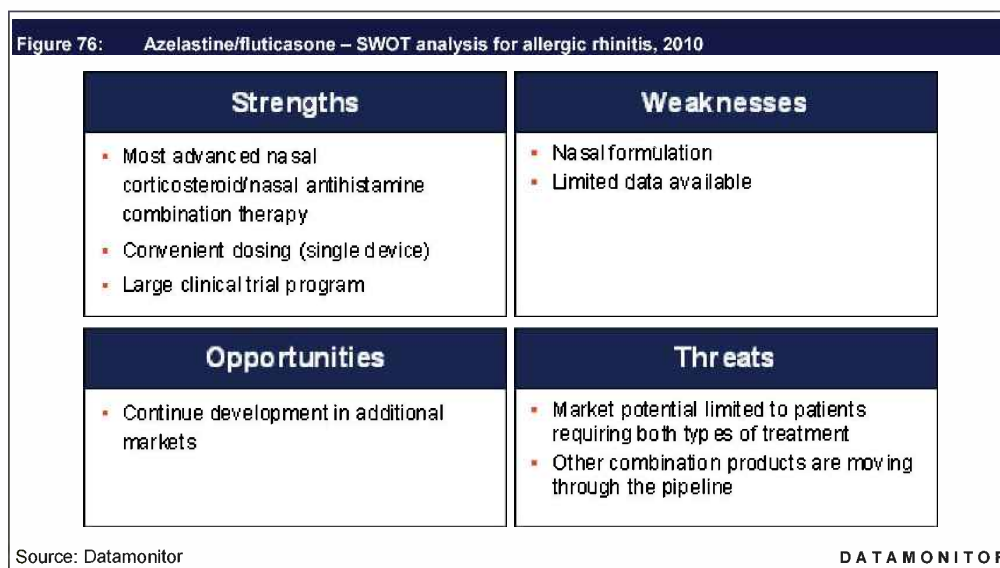 Figure 76: Azelastine/fluticasone – SWOT analysis for allergic rhinitis, 2010
Strengths
▪ Most advanced nasal
corticosteroid/nasal antihistamine
combination therapy
▪ Convenient dosing (single device)
▪ Large clinical trial program
Weaknesses
▪ Nasal formulation
▪ Limited data available
Opportunities
▪ Continue development in additional
markets
Threats
▪ Market potential limited to patients
requiring both types of treatment
▪ Other combination products are moving
through the pipeline
Source: Datamonitor
DATAMONITOR